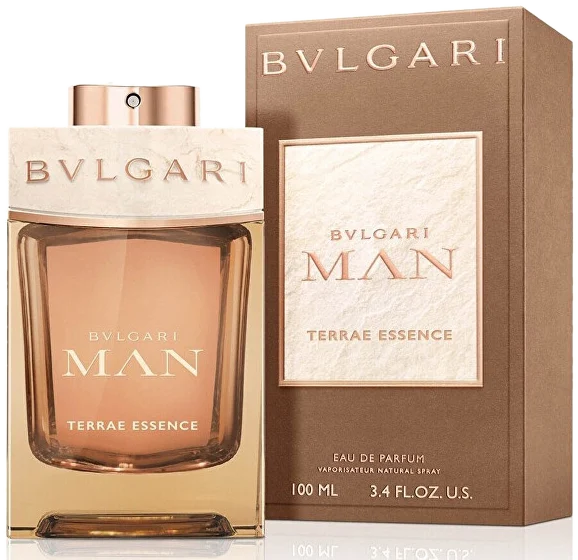 BVLGARI
BVLGARI
MAN
TERRAE ESSENCE
BVLGARI
BVLGARI
MAN
TERRAE ESSENCE
EAU DE PARFUM
VAPORISATEUR NATURAL SPRAY
100 ML 3.4 FL.OZ. U.S.